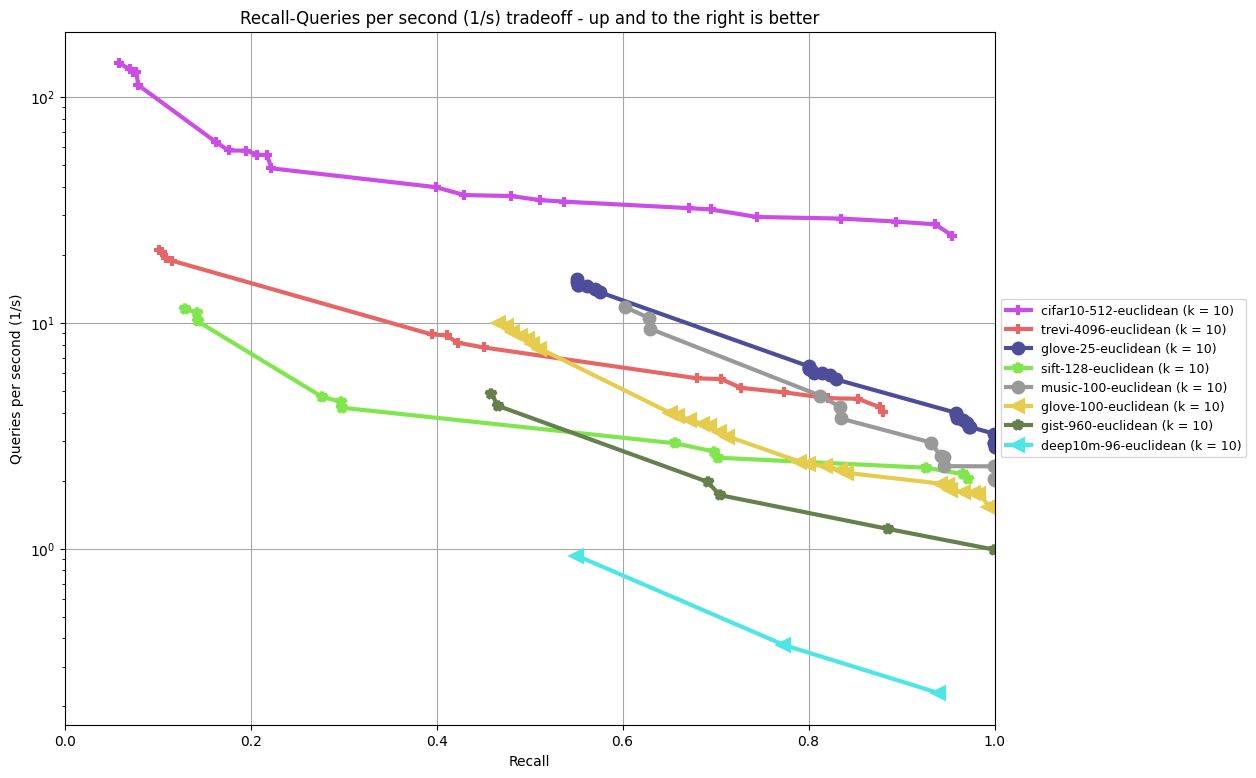 Recall-Queries per second (1/s) tradeoff - up and to the right is better
Queries per second (1/s)
10²
10¹
10⁰
0.0
0.2
0.4
0.6
0.8
1.0
Recall
cifar10-512-euclidean (k = 10)
trevi-4096-euclidean (k = 10)
glove-25-euclidean (k = 10)
sift-128-euclidean (k = 10)
music-100-euclidean (k = 10)
glove-100-euclidean (k = 10)
gist-960-euclidean (k = 10)
deep10m-96-euclidean (k = 10)